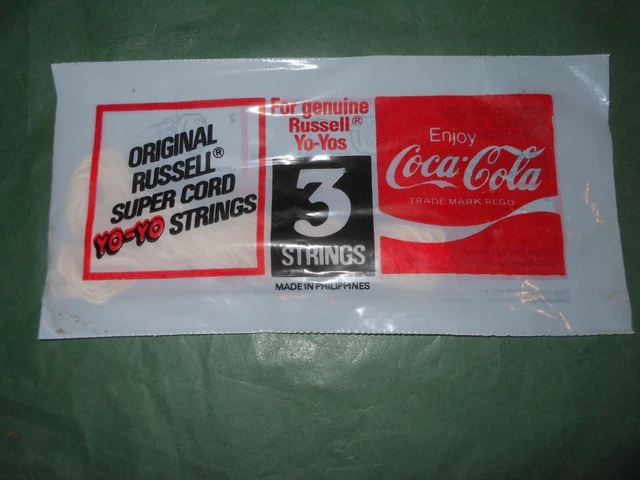 ORIGINAL
RUSSELL®
SUPER CORD
YO-YO STRINGS
For genuine
Russell®
Yo-Yos
3
STRINGS
MADE IN PHILIPPINES
Enjoy
Coca-Cola
TRADE MARK REGD